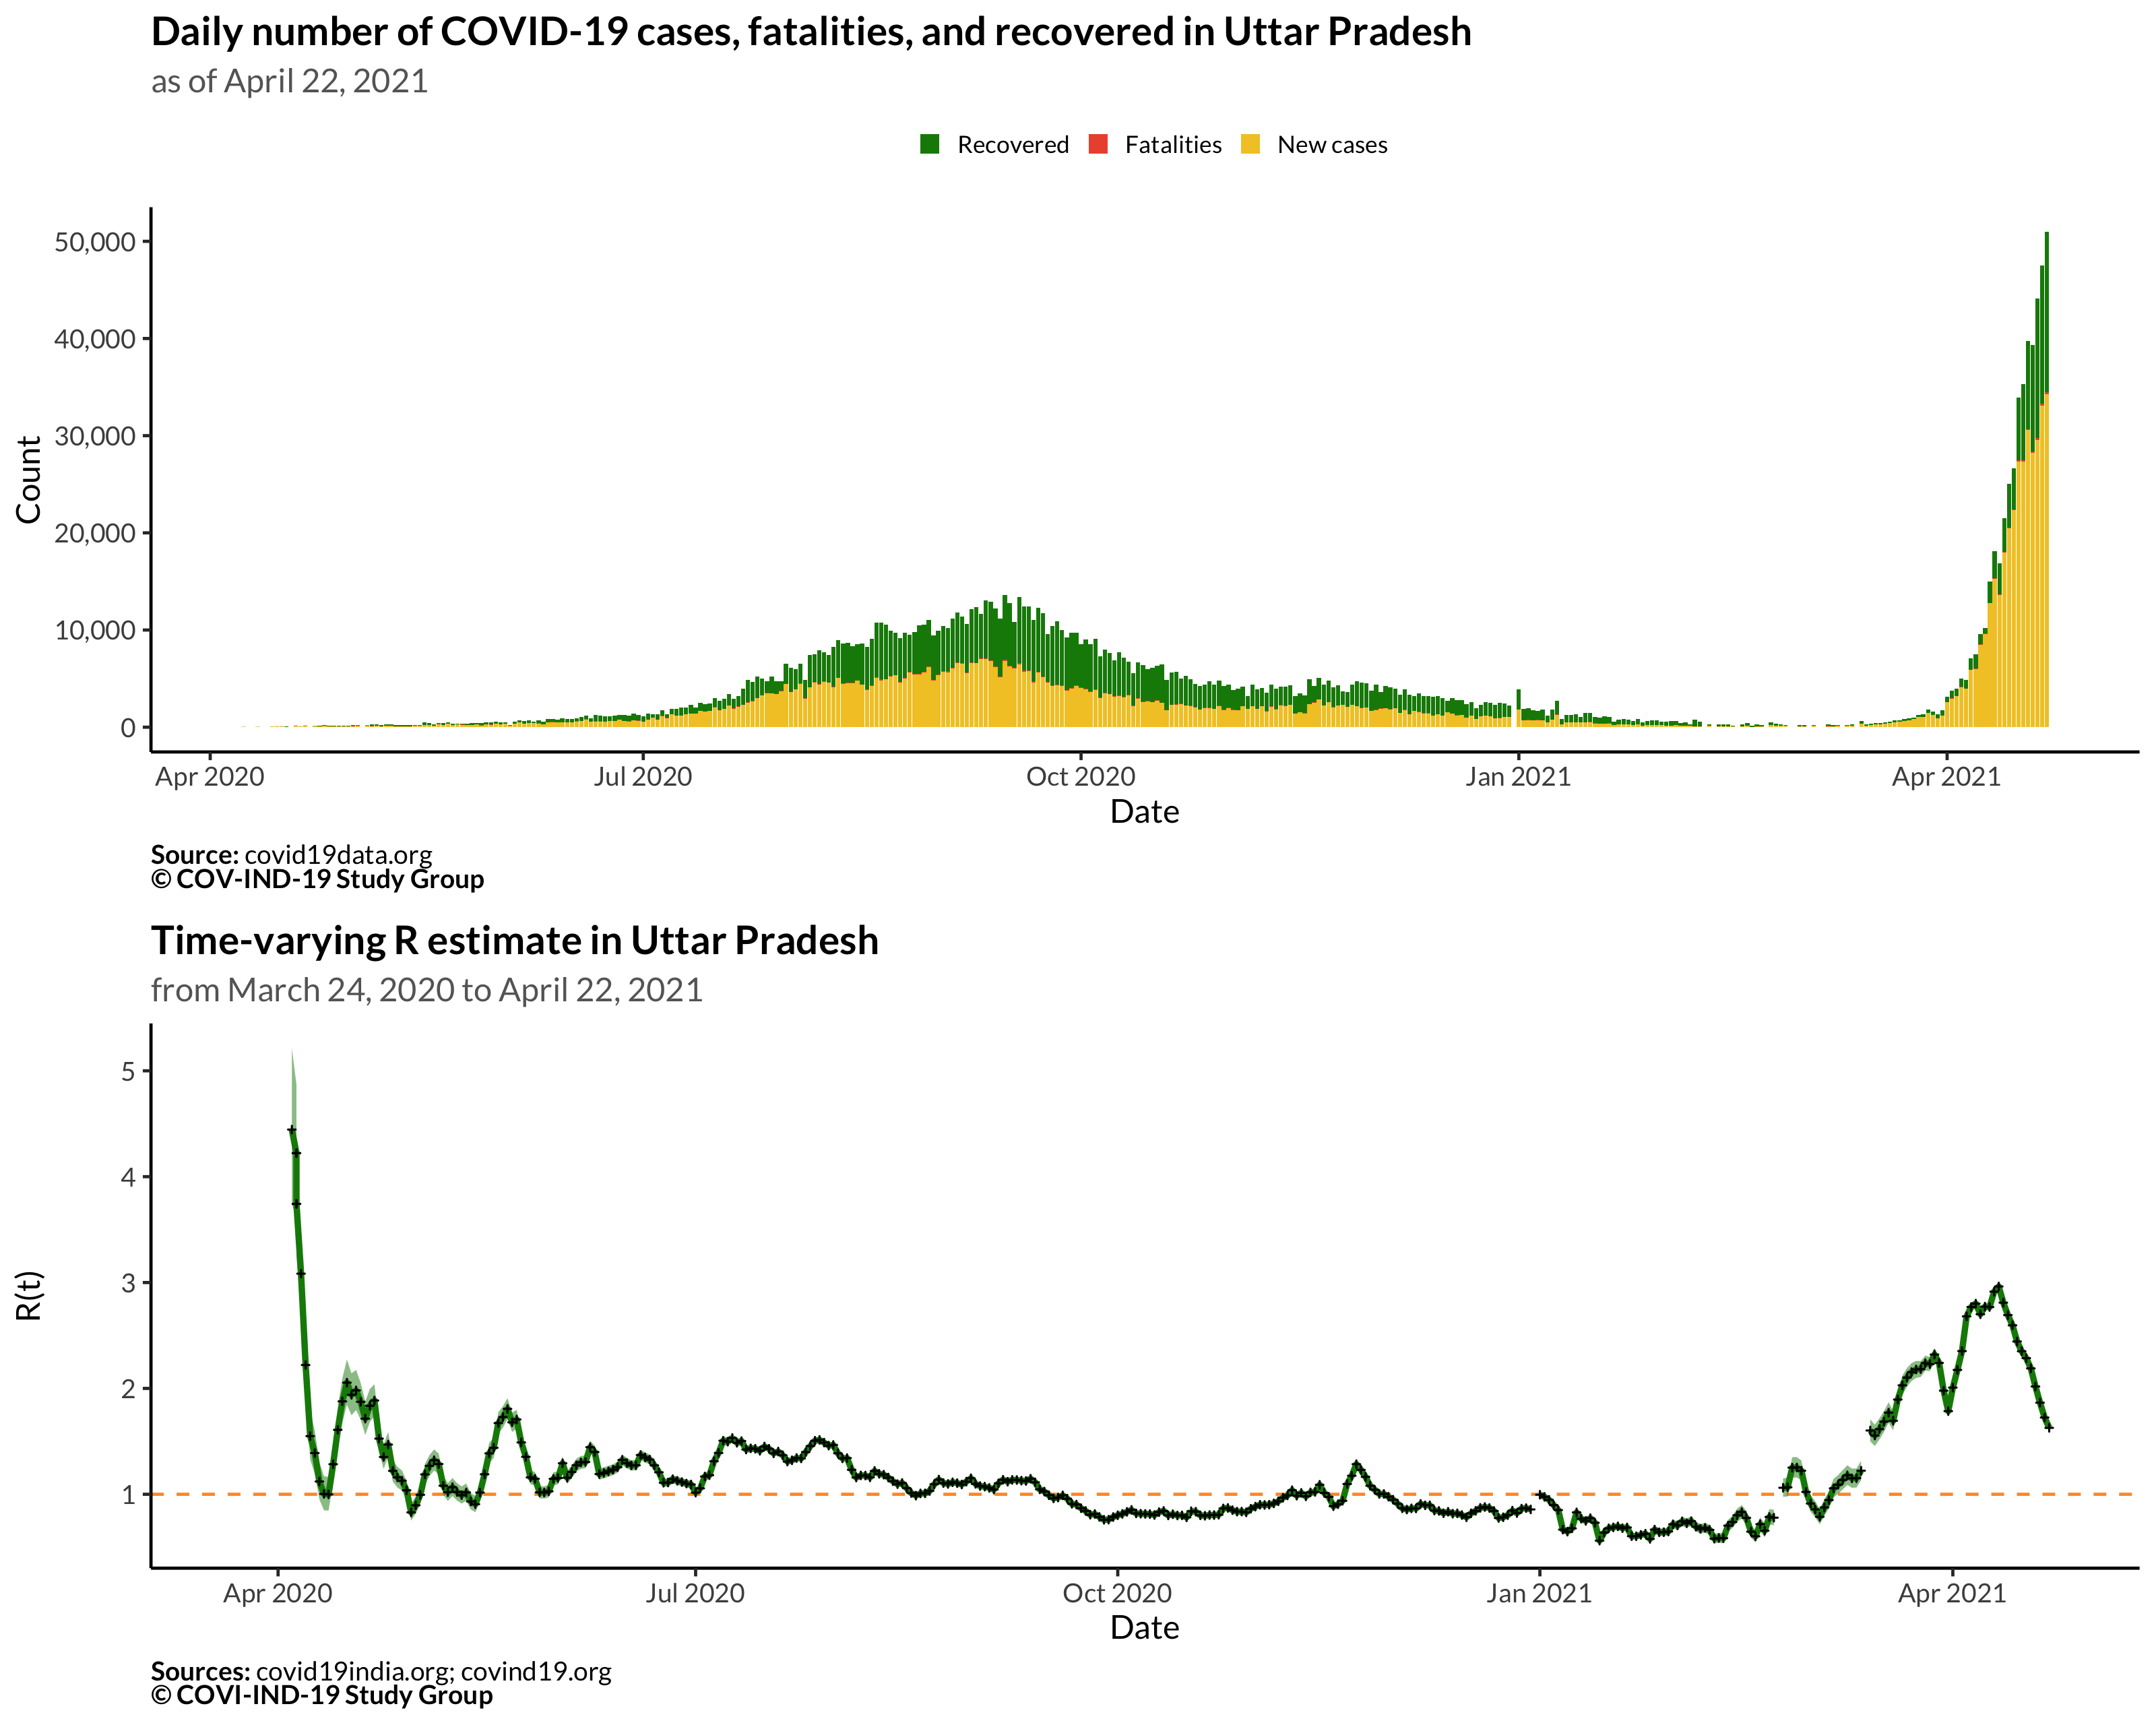 Daily number of COVID-19 cases, fatalities, and recovered in Uttar Pradesh
as of April 22, 2021
Recovered Fatalities New cases
Count
50,000
40,000
30,000
20,000
10,000
0
Apr 2020 Jul 2020 Oct 2020 Jan 2021 Apr 2021
Date
Source: covid19data.org
© COV-IND-19 Study Group
Time-varying R estimate in Uttar Pradesh
from March 24, 2020 to April 22, 2021
R(t)
5
4
3
2
1
Apr 2020 Jul 2020 Oct 2020 Jan 2021 Apr 2021
Date
Sources: covid19india.org; covind19.org
© COVI-IND-19 Study Group